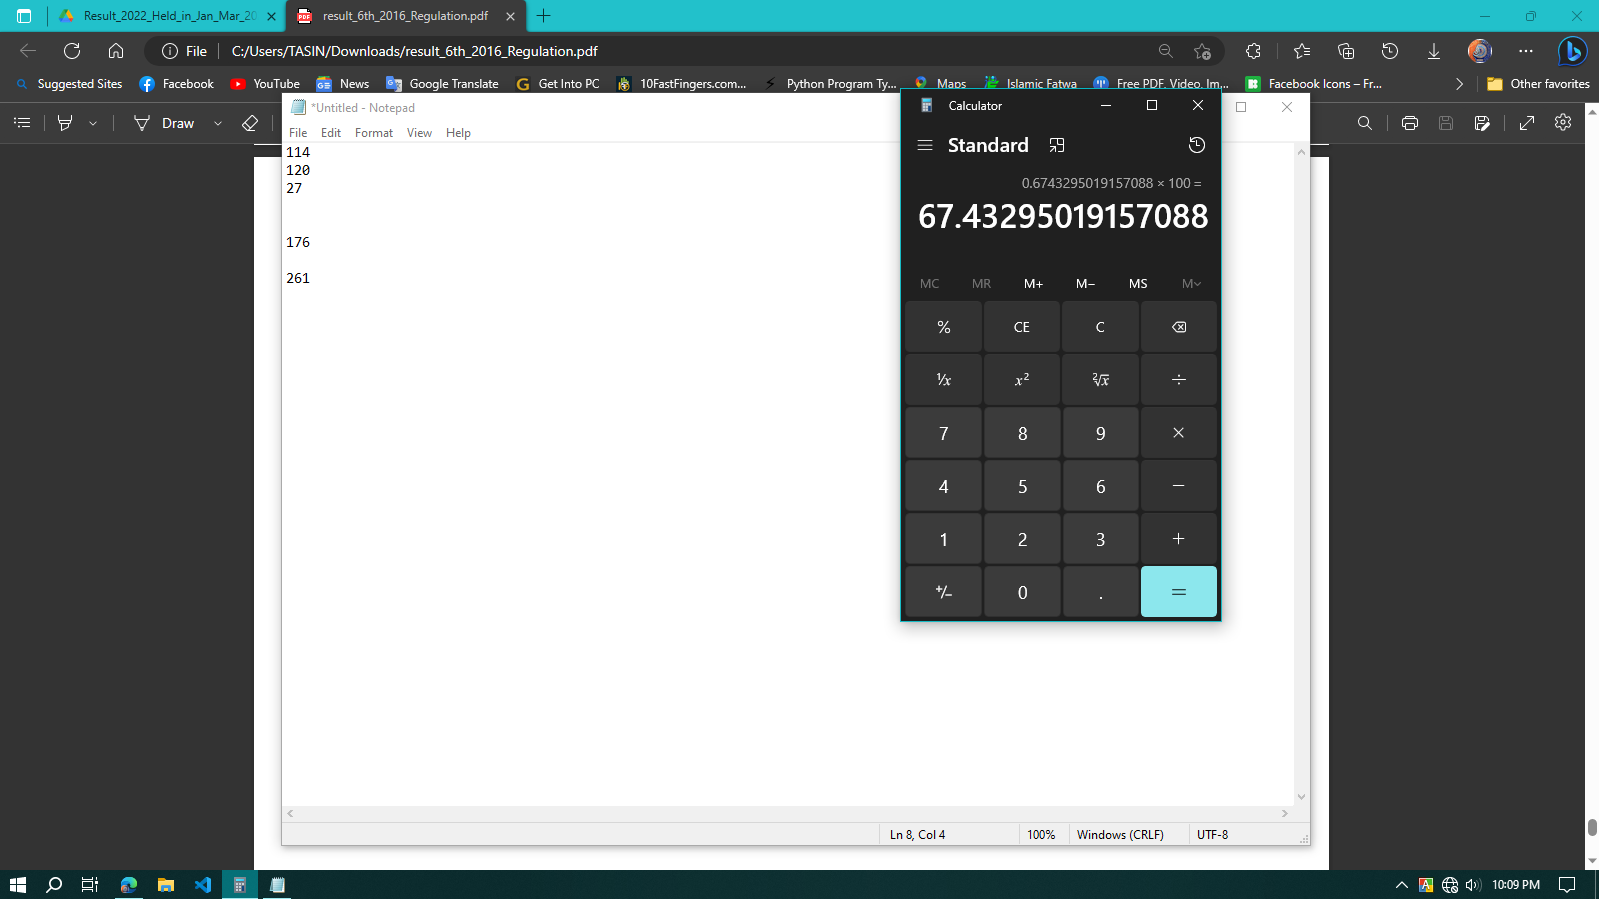 Result_2022_Held_in_Jan_Mar_20
result_6th_2016_Regulation.pdf
File
C:/Users/TASIN/Downloads/result_6th_2016_Regulation.pdf
Suggested Sites
Facebook
YouTube
News
Google Translate
Get Into PC
10FastFingers.com...
Python Program Ty...
Maps
Islamic Fatwa
Free PDF, Video, Im...
Facebook Icons – Fr...
Other favorites
Draw
*Untitled - Notepad
File Edit Format View Help
114
120
27
176
261
Ln 8, Col 4
100%
Windows (CRLF)
UTF-8
Calculator
Standard
0.6743295019157088 × 100 =
67.43295019157088
MC MR M+ M− MS M
% CE C
¹/x x² ²√x ÷
7 8 9 ×
4 5 6 −
1 2 3 +
+/− 0 . =
10:09 PM